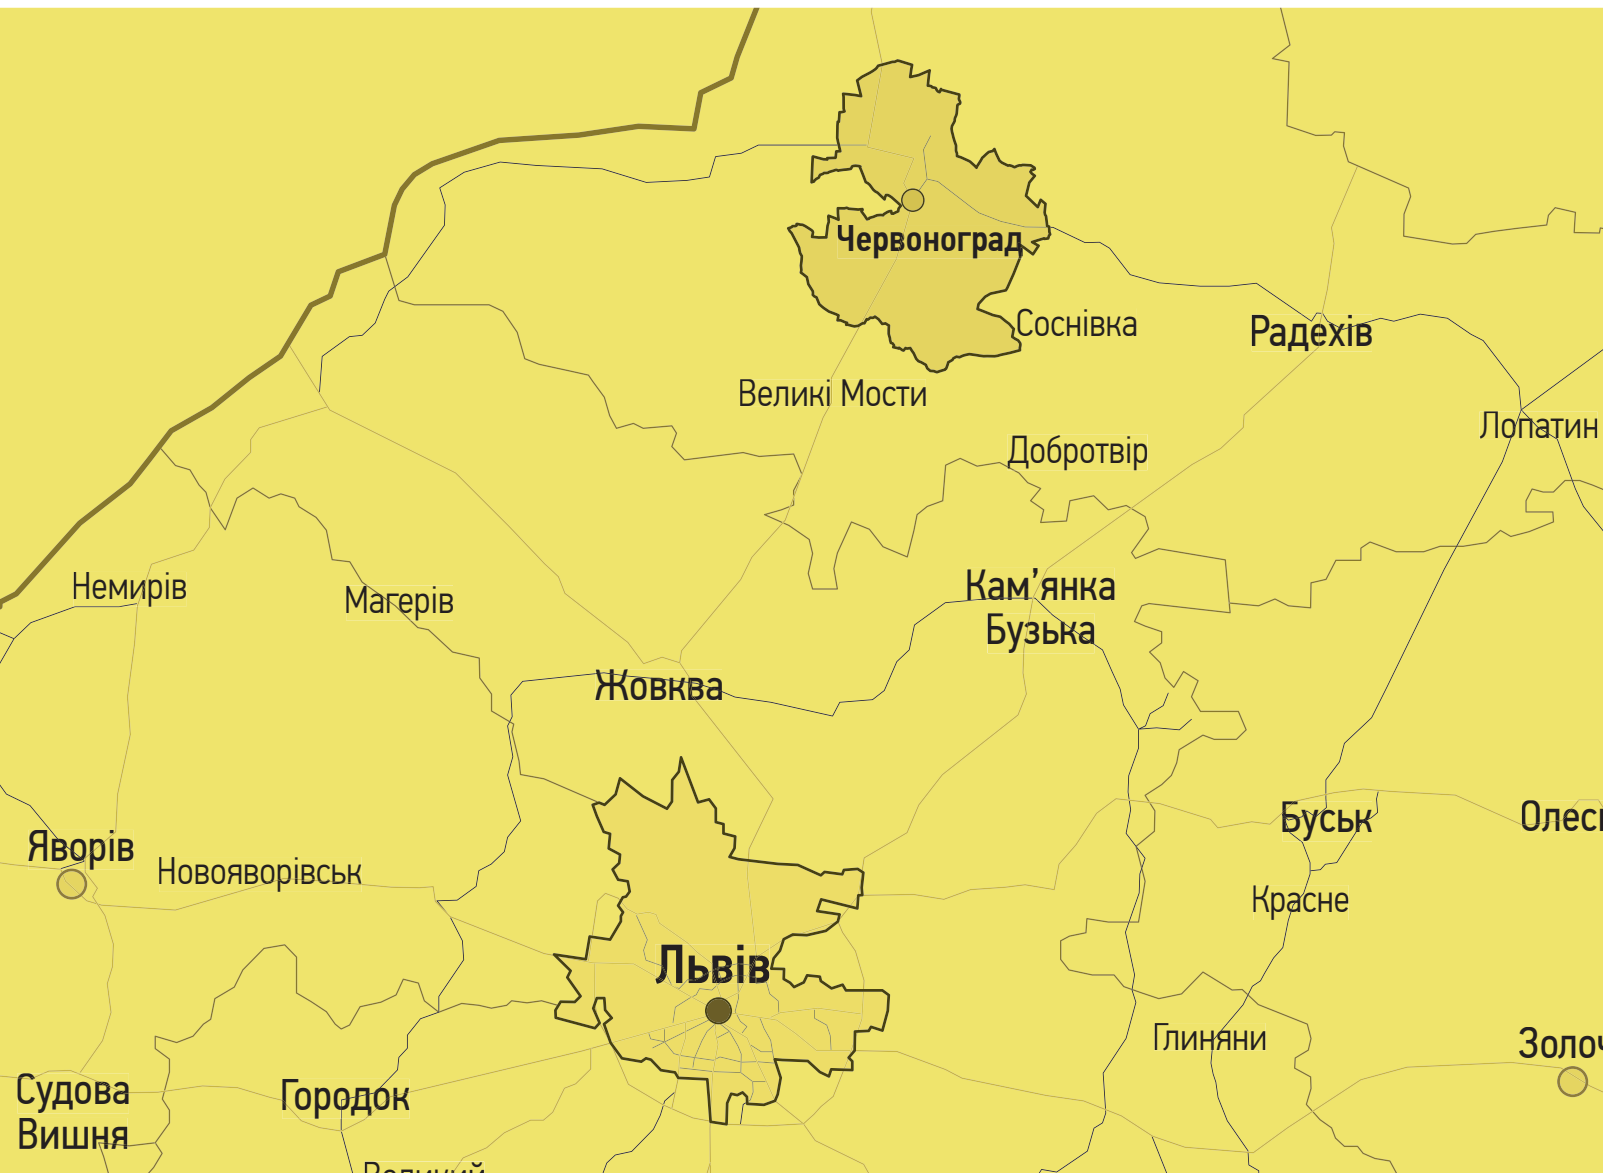 Червоноград
Соснівка
Радехів
Великі Мости
Лопатин
Добротвір
Немирів
Магерів
Кам’янка
Бузька
Жовква
Буськ
Яворів
Новояворівськ
Красне
Львів
Глиняни
Судова
Вишня
Городок